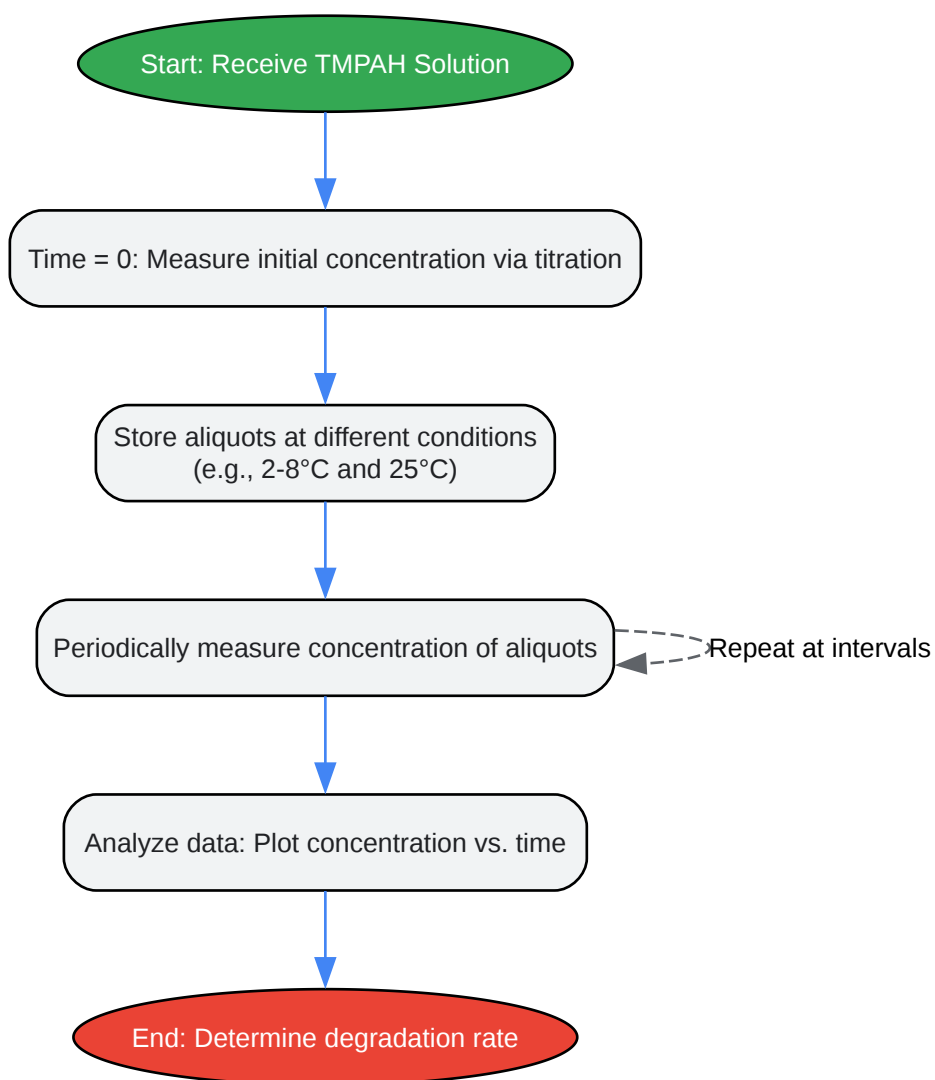 Start: Receive TMPAH Solution
Time = 0: Measure initial concentration via titration
Store aliquots at different conditions
(e.g., 2-8°C and 25°C)
Periodically measure concentration of aliquots
Repeat at intervals
Analyze data: Plot concentration vs. time
End: Determine degradation rate